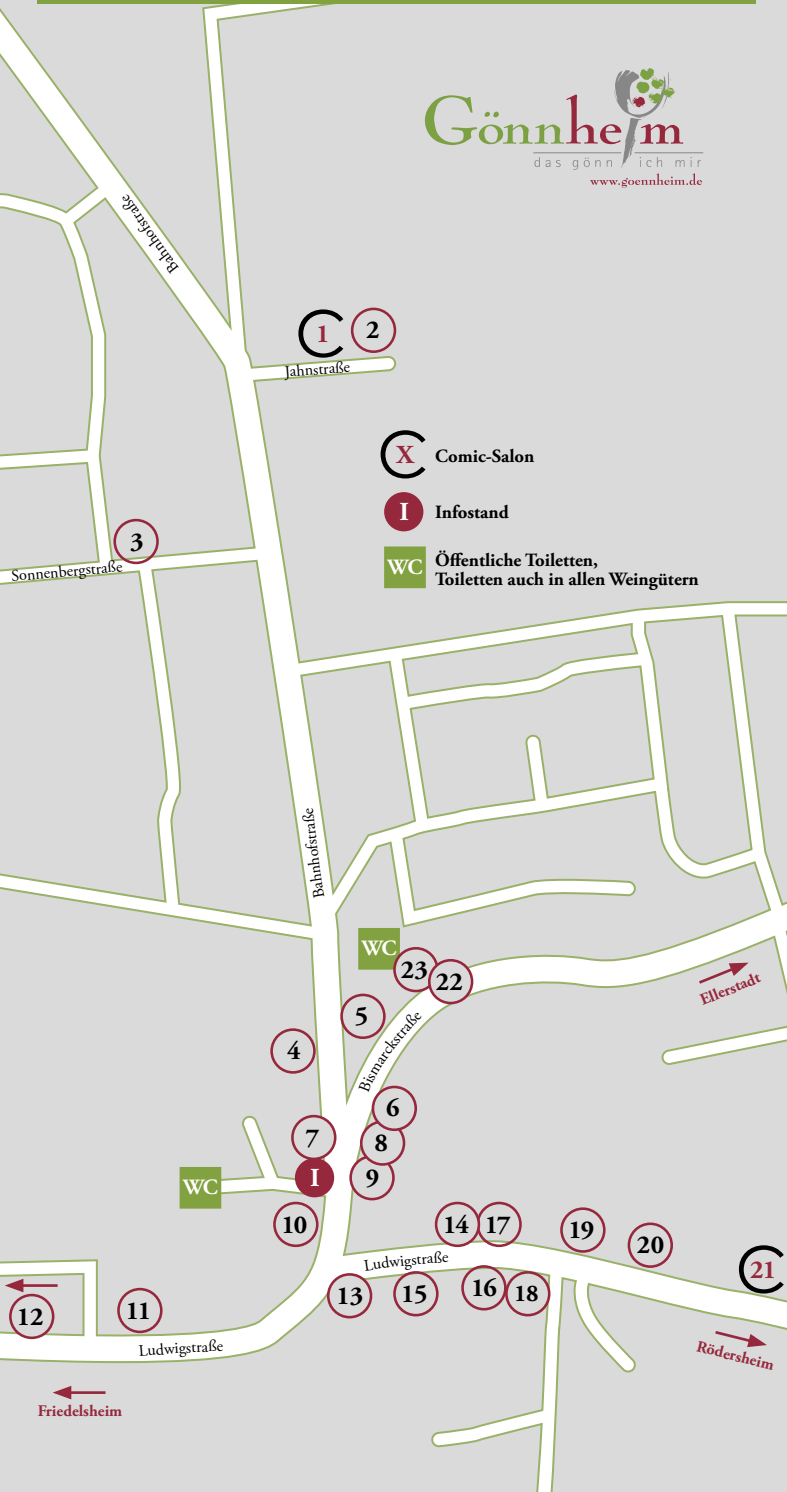 Gönnheim
das gönn ich mir
www.goennheim.de
Bahnhofstraße
1
2
Jahnstraße
X Comic-Salon
I Infostand
WC Öffentliche Toiletten,
Toiletten auch in allen Weingütern
3
Sonnenbergstraße
Bahnhofstraße
WC
23
22
Ellerstadt
5
4
Bismarckstraße
6
7
8
I
9
WC
10
14
17
19
20
21
Ludwigstraße
12
11
13
15
16
18
Ludwigstraße
Rödersheim
Friedelsheim